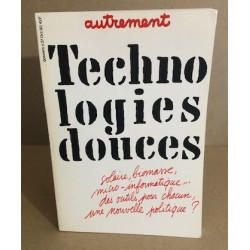 autrement
Techno
logies
douces
solaire, biomasse,
micro-informatique...
des outils pour chacun,
une nouvelle politique ?